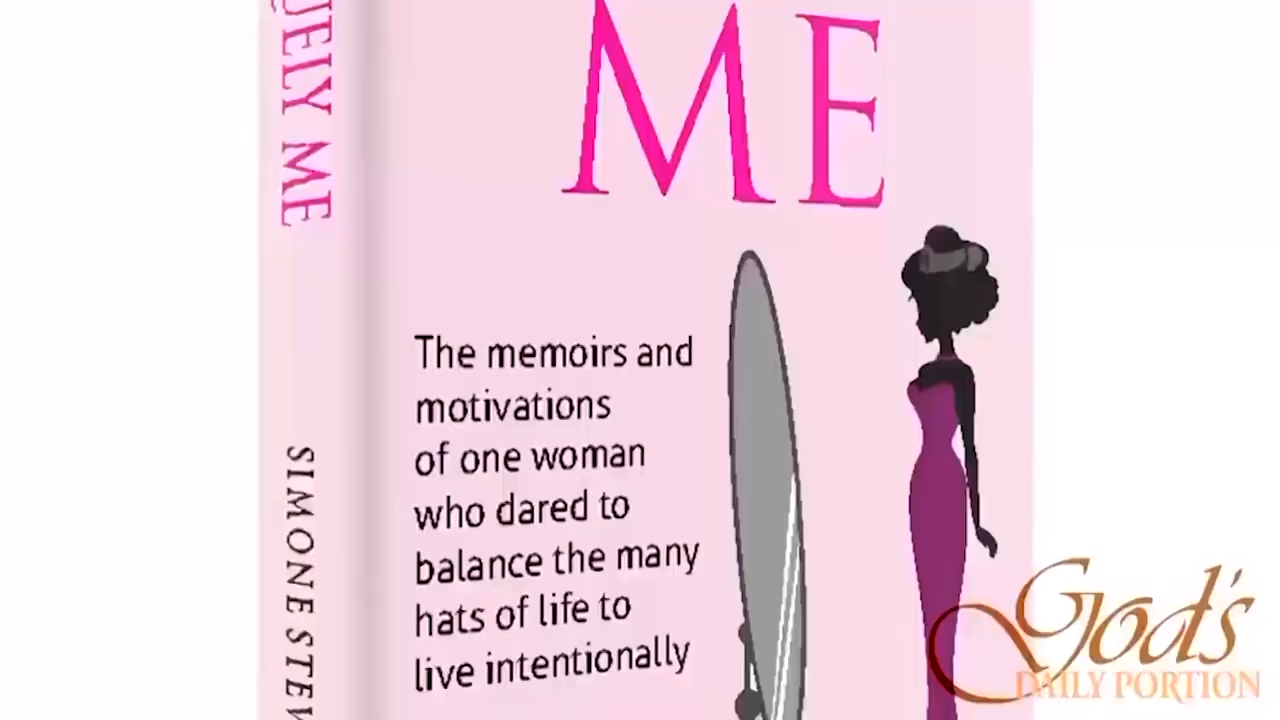 UELY ME
SIMONE STEW
ME
The memoirs and
motivations
of one woman
who dared to
balance the many
hats of life to
live intentionally
God's
DAILY PORTION